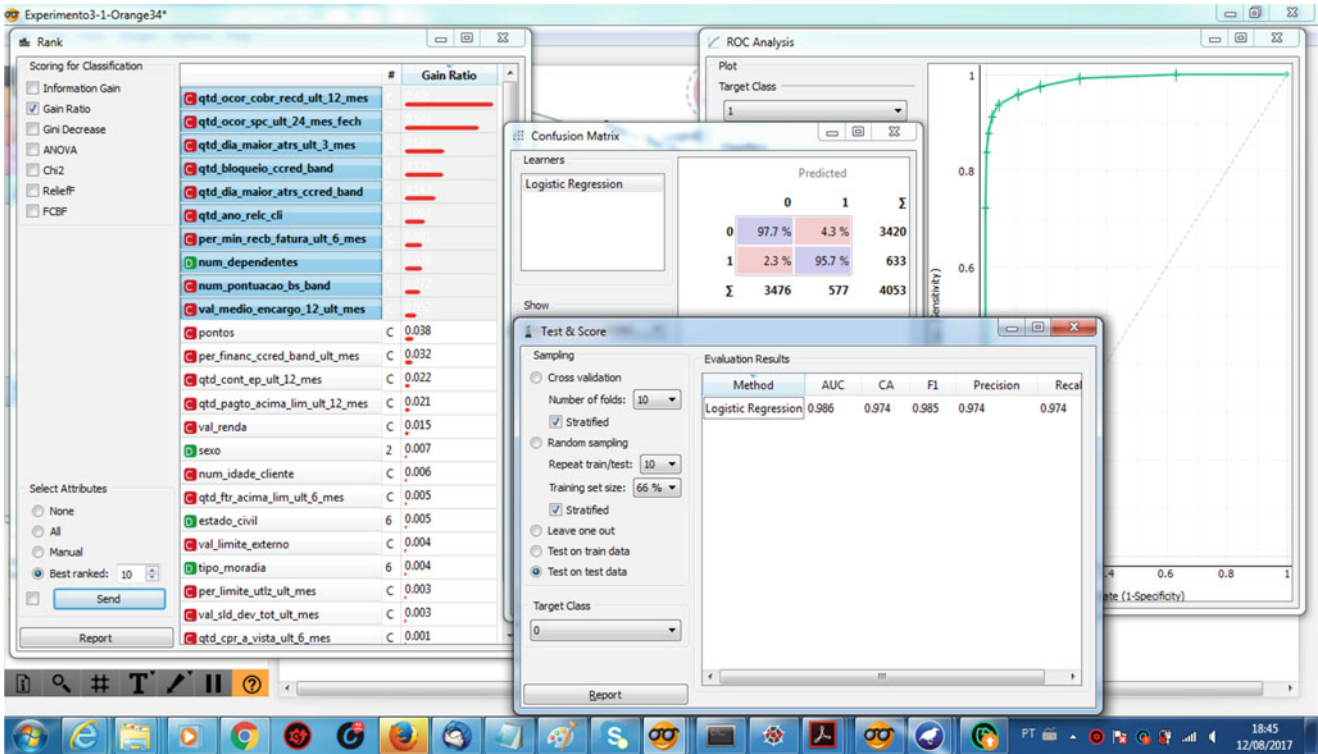 Experimento3-1-Orange34*
Rank
Scoring for Classification
Information Gain
Gain Ratio
Gini Decrease
ANOVA
Chi2
ReliefF
FCBF
Select Attributes
None
All
Manual
Best ranked: 10
Send
Report
# Gain Ratio
C qtd_ocor_cobr_recd_ult_12_mes
C qtd_ocor_spc_ult_24_mes_fech
C qtd_dia_maior_atrs_ult_3_mes
C qtd_bloqueio_ccred_band
C qtd_dia_maior_atrs_ccred_band
C qtd_ano_relc_cli
C per_min_recb_fatura_ult_6_mes
D num_dependentes
C num_pontuacao_bs_band
C val_medio_encargo_12_ult_mes
C pontos C 0.038
C per_financ_ccred_band_ult_mes C 0.032
C qtd_cont_ep_ult_12_mes C 0.022
C qtd_pagto_acima_lim_ult_12_mes C 0.021
C val_renda C 0.015
D sexo 2 0.007
C num_idade_cliente C 0.006
C qtd_ftr_acima_lim_ult_6_mes C 0.005
D estado_civil 6 0.005
C val_limite_externo C 0.004
D tipo_moradia 6 0.004
C per_limite_utlz_ult_mes C 0.003
C val_sld_dev_tot_ult_mes C 0.003
C qtd_cpr_a_vista_ult_6_mes C 0.001
ROC Analysis
Plot
Target Class
1
1
0.8
0.6
Sensitivity)
.4 0.6 0.8 1
ate (1-Specificity)
Confusion Matrix
Learners
Logistic Regression
Show
Predicted
0 1 Σ
0 97.7 % 4.3 % 3420
1 2.3 % 95.7 % 633
Σ 3476 577 4053
Test & Score
Sampling
Cross validation
Number of folds: 10
Stratified
Random sampling
Repeat train/test: 10
Training set size: 66 %
Stratified
Leave one out
Test on train data
Test on test data
Target Class
0
Report
Evaluation Results
Method AUC CA F1 Precision Recal
Logistic Regression 0.986 0.974 0.985 0.974 0.974
PT
18:45
12/08/2017